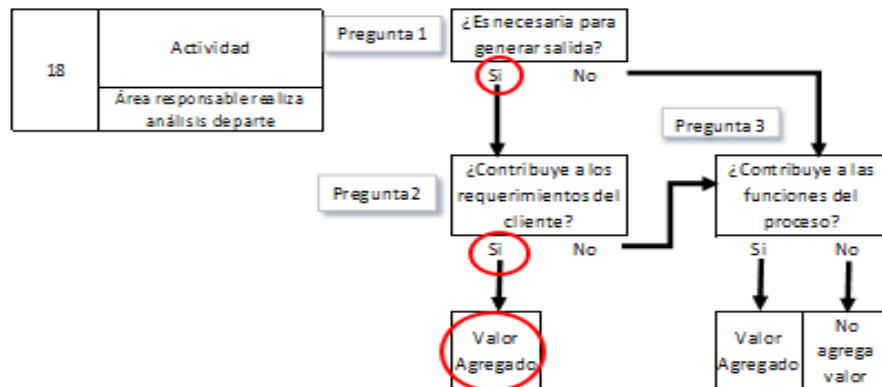 18
Actividad
Área responsable realiza
análisis de parte
Pregunta 1
¿Es necesaria para
generar salida?
Si No
Pregunta 3
Pregunta 2
¿Contribuye a los
requerimientos del
cliente?
Si No
¿Contribuye a las
funciones del
proceso?
Si No
Valor
Agregado
Valor
Agregado
No
agrega
valor